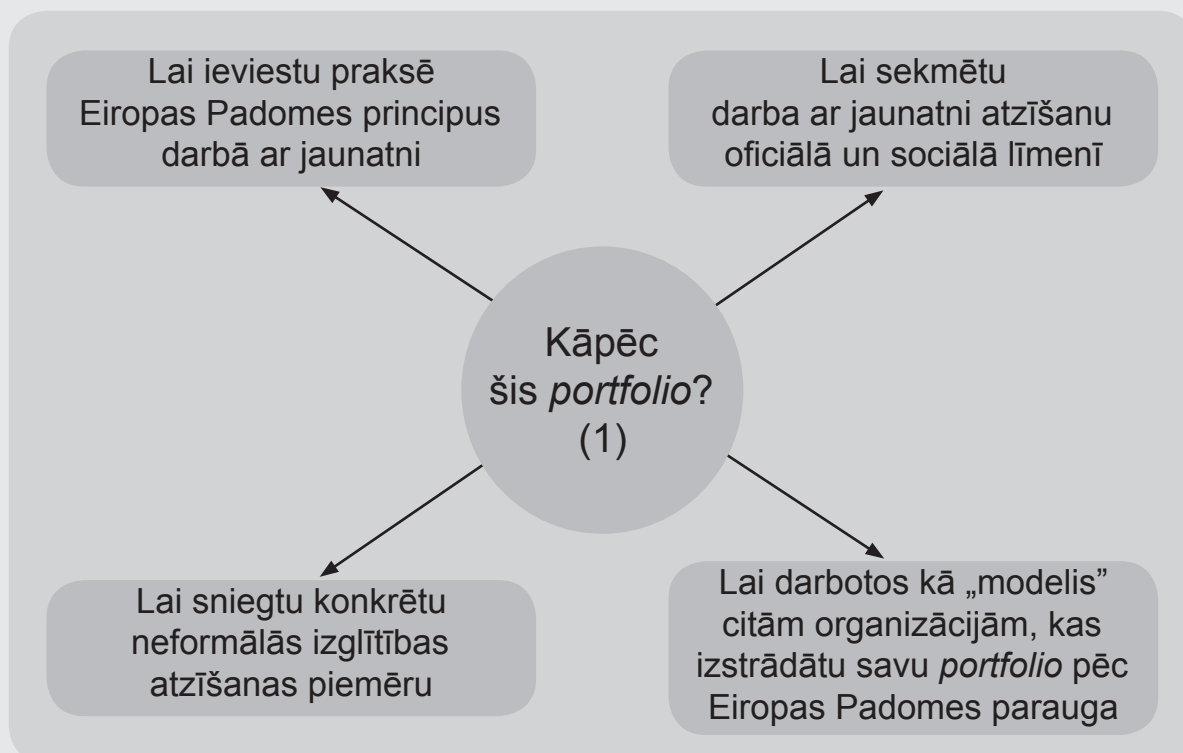 Lai ieviestu praksē
Eiropas Padomes principus
darbā ar jaunatni
Lai sekmētu
darba ar jaunatni atzīšanu
oficiālā un sociālā līmenī
Kāpēc
šis portfolio?
(1)
Lai sniegtu konkrētu
neformālās izglītības
atzīšanas piemēru
Lai darbotos kā „modelis”
citām organizācijām, kas
izstrādātu savu portfolio pēc
Eiropas Padomes parauga